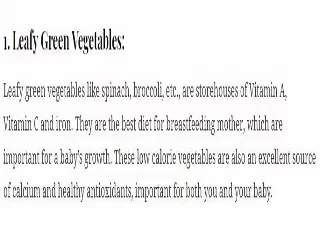 1. Leafy Green Vegetables:
Leafy green vegetables like spinach, broccoli, etc., are storehouses of Vitamin A,
Vitamin C and iron. They are the best diet for breastfeeding mother, which are
important for a baby's growth. These low calorie vegetables are also an excellent source
of calcium and healthy antioxidants, important for both you and your baby.